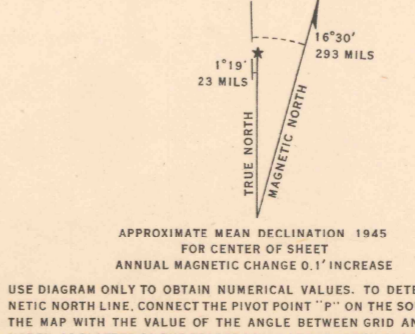 16°30′
293 MILS
1°19′
23 MILS
TRUE NORTH
MAGNETIC NORTH
APPROXIMATE MEAN DECLINATION 1945
FOR CENTER OF SHEET
ANNUAL MAGNETIC CHANGE 0.1′ INCREASE
USE DIAGRAM ONLY TO OBTAIN NUMERICAL VALUES. TO DETE
NETIC NORTH LINE, CONNECT THE PIVOT POINT "P" ON THE SO
THE MAP WITH THE VALUE OF THE ANGLE BETWEEN GRID A